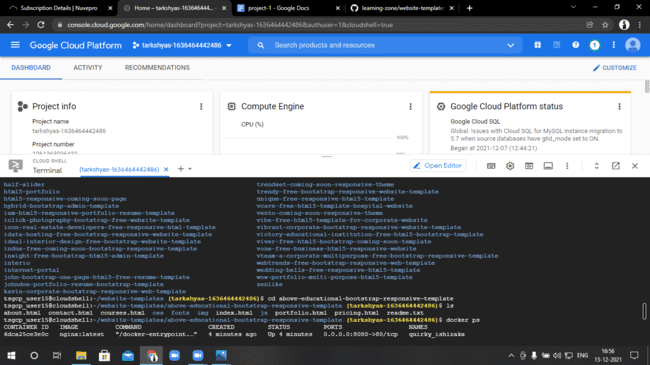 Subscription Details | Nuvepro
Home – tarkshyas-16364644...
project-1 - Google Docs
learning-zone/website-template
console.cloud.google.com/home/dashboard?project=tarkshyas-1636464442486&authuser=1&cloudshell=true
Google Cloud Platform
tarkshyas-1636464442486
Search products and resources
1
DASHBOARD
ACTIVITY
RECOMMENDATIONS
CUSTOMIZE
Project info
Project name
tarkshyas-1636464442486
Project number
Compute Engine
CPU (%)
100%
Google Cloud Platform status
Google Cloud SQL
Global: Issues with Cloud SQL for MySQL instance migration to
5.7 when source databases have gtid_mode set to ON.
Began at 2021-12-07 (12:44:21)
CLOUD SHELL
Terminal
(tarkshyas-1636464442486)
Open Editor
half-slider
trendset-coming-soon-responsive-theme
html5-portfolio
trendy-free-bootstrap-responsive-website-template
html5-responsive-coming-soon-page
unique-free-responsive-html5-template
hybrid-bootstrap-admin-template
vcare-free-html5-template-hospital-website
iam-html5-responsive-portfolio-resume-template
vento-coming-soon-responsive-theme
iclick-photography-bootstrap-free-website-template
vibe-free-html5-template-for-corporate-website
icon-real-estate-developers-free-responsive-html-template
vibrant-corporate-bootstrap-responsive-website-template
idata-hosting-free-bootstrap-responsive-website-template
victory-educational-institution-free-html5-bootstrap-template
ideal-interior-design-free-bootstrap-website-template
viver-free-html5-bootstrap-coming-soon-template
indus-free-coming-soon-bootstrap-responsive-template
vone-free-business-html5-responsive-website
insight-free-bootstrap-html5-admin-template
vteam-a-corporate-multipurpose-free-bootstrap-responsive-template
interio
webtrends-free-bootstrap-responsive-web-template
internet-portal
wedding-bells-free-responsive-html5-template
john-bootstrap-one-page-html5-free-resume-template
wow-portfolio-multi-purpose-html5-template
johndoe-portfolio-resume-bootstrap-template
xeonlike
kavin-corporate-bootstrap-responsive-web-template
tsgcp_user15@cloudshell:~/website-templates (tarkshyas-1636464442486)$ cd above-educational-bootstrap-responsive-template
tsgcp_user15@cloudshell:~/website-templates/above-educational-bootstrap-responsive-template (tarkshyas-1636464442486)$ ls
about.html contact.html courses.html css fonts img index.html js portfolio.html pricing.html readme.txt
tsgcp_user15@cloudshell:~/website-templates/above-educational-bootstrap-responsive-template (tarkshyas-1636464442486)$ docker ps
CONTAINER ID IMAGE COMMAND CREATED STATUS PORTS NAMES
6dca25ce3e0c nginx:latest "/docker-entrypoint.…" 4 minutes ago Up 4 minutes 0.0.0.0:8080->80/tcp quirky_ishizaka
ENG
16:56
13-12-2021